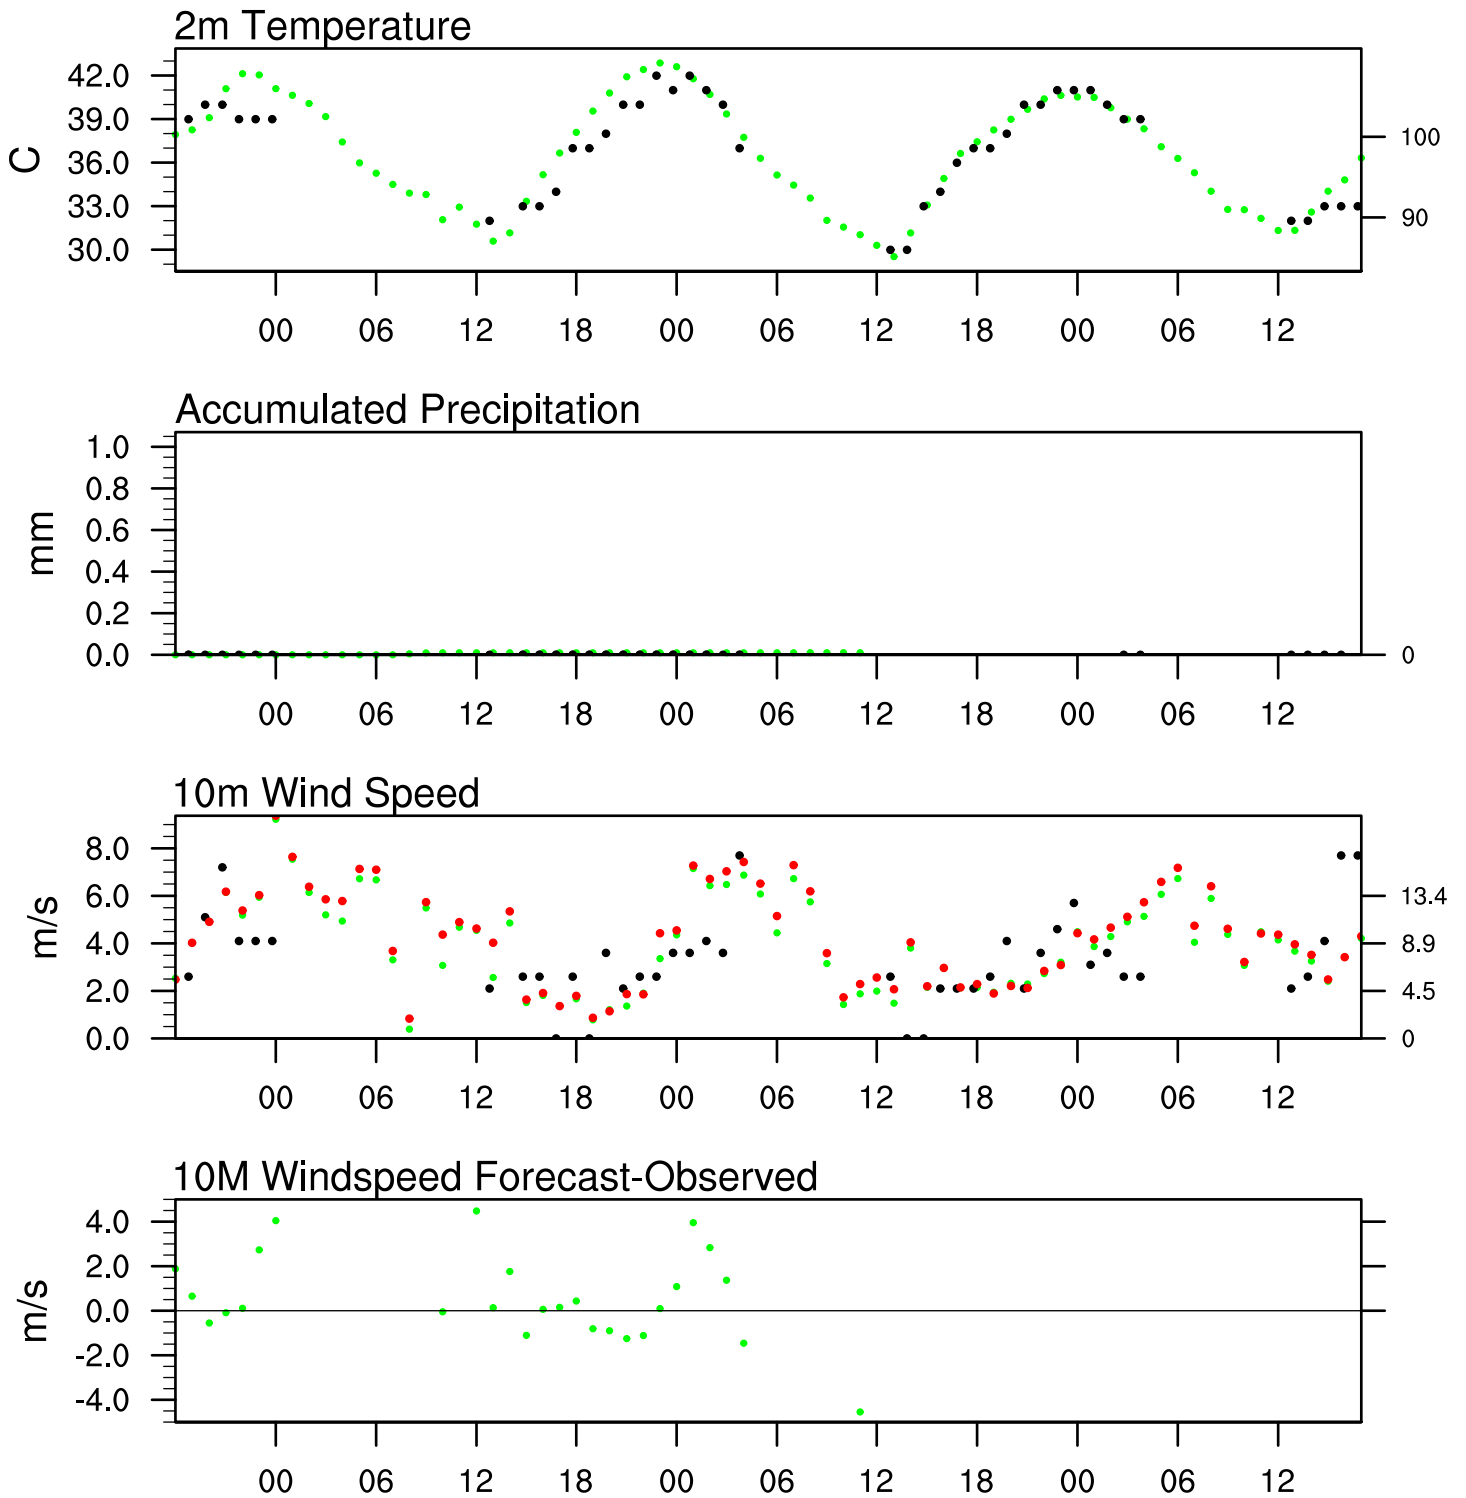 2m Temperature
42.0
39.0
36.0
33.0
30.0
C
100
90
00 06 12 18 00 06 12 18 00 06 12
Accumulated Precipitation
1.0
0.8
0.6
0.4
0.2
0.0
mm
0
00 06 12 18 00 06 12 18 00 06 12
10m Wind Speed
8.0
6.0
4.0
2.0
0.0
m/s
13.4
8.9
4.5
0
00 06 12 18 00 06 12 18 00 06 12
10M Windspeed Forecast-Observed
4.0
2.0
0.0
-2.0
-4.0
m/s
00 06 12 18 00 06 12 18 00 06 12